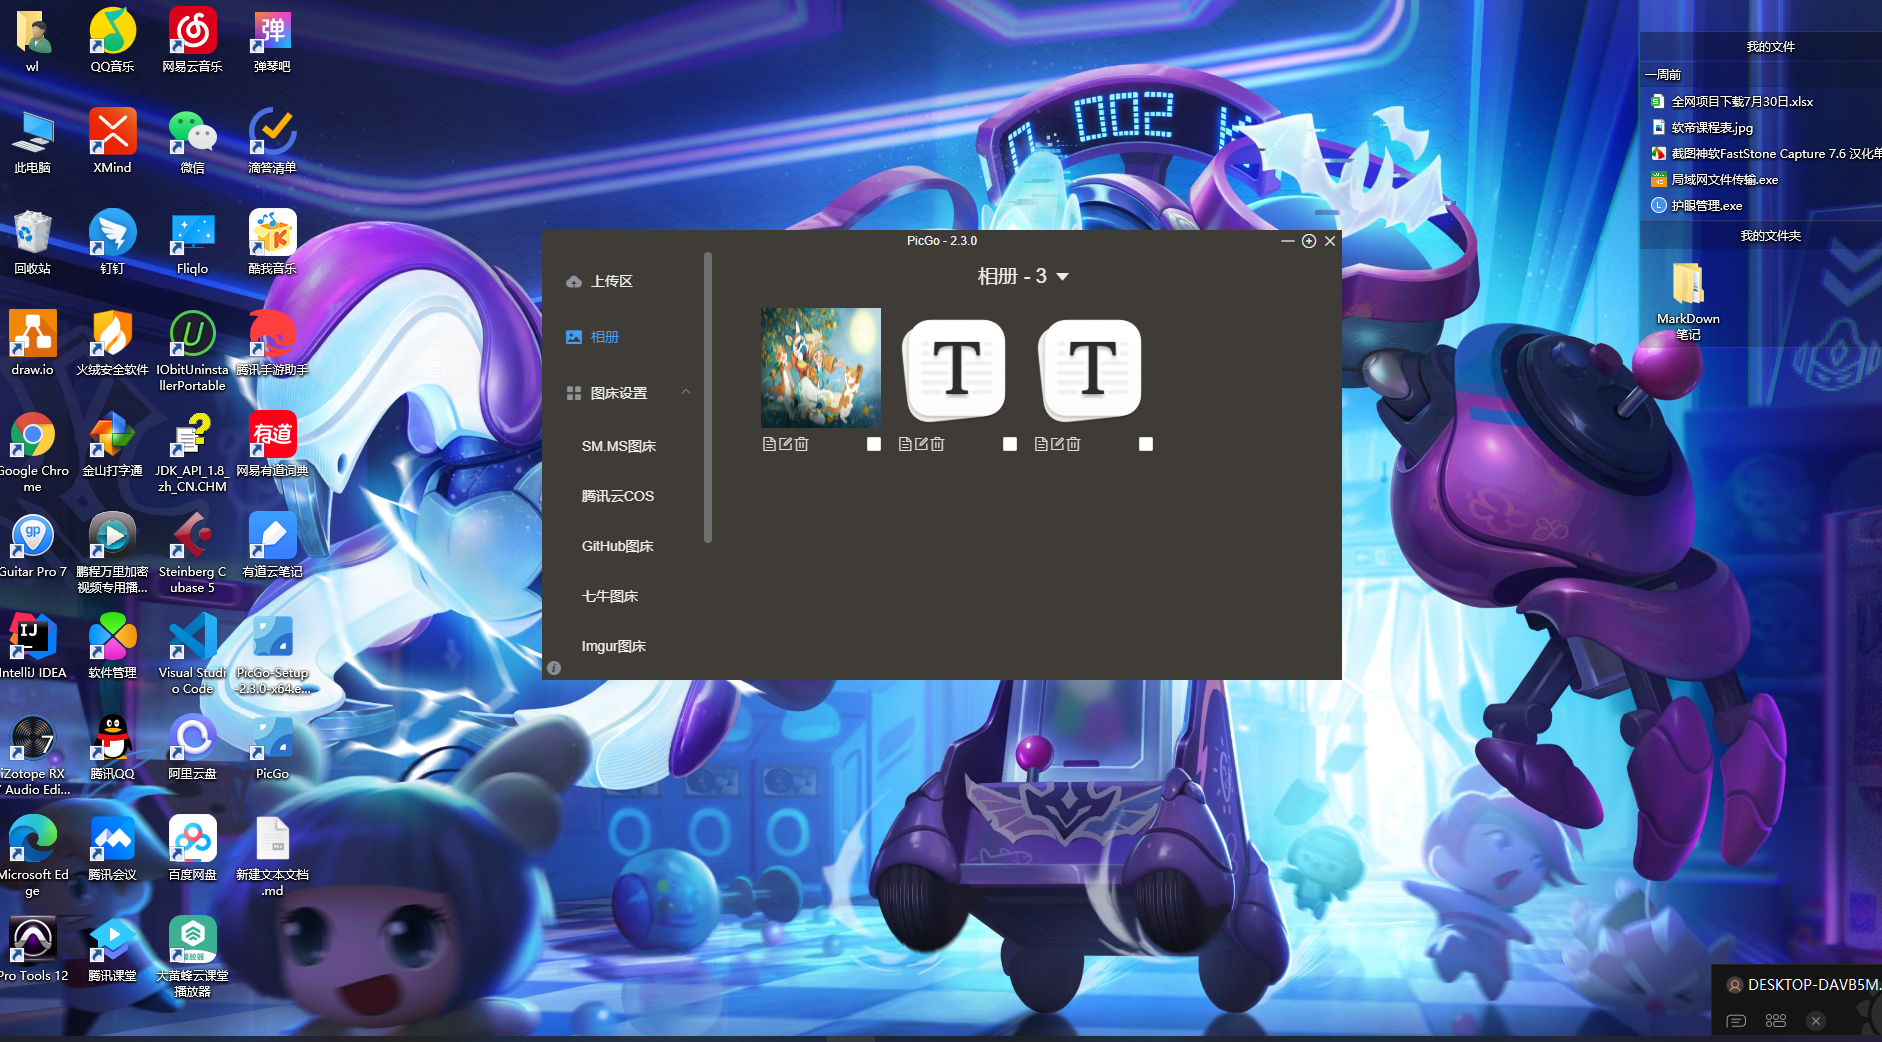 wl
QQ音乐
网易云音乐
弹
弹琴吧
此电脑
XMind
微信
滴答清单
回收站
钉钉
Fliqlo
酷我音乐
draw.io
火绒安全软件
IObitUninsta
llerPortable
腾讯手游助手
Google Chro
me
金山打字通
JDK_API_1.8_
zh_CN.CHM
有道
网易有道词典
gp
Guitar Pro 7
鹏程万里加密
视频专用播...
Steinberg C
ubase 5
有道云笔记
IJ
IntelliJ IDEA
软件管理
Visual Studi
o Code
PicGo-Setup
-2.3.0-x64.e...
7
iZotope RX
7 Audio Edi...
腾讯QQ
阿里云盘
PicGo
Microsoft Ed
ge
腾讯会议
百度网盘
新建文本文档
.md
Pro Tools 12
腾讯课堂
播放器
大黄蜂云课堂
播放器
002
PicGo - 2.3.0
上传区
相册
图床设置
SM.MS图床
腾讯云COS
GitHub图床
七牛图床
Imgur图床
相册 - 3
T
T
我的文件
一周前
全网项目下载7月30日.xlsx
软帝课程表.jpg
截图神软FastStone Capture 7.6 汉化单
局域网文件传输.exe
护眼管理.exe
我的文件夹
MarkDown
笔记
DESKTOP-DAVB5M.